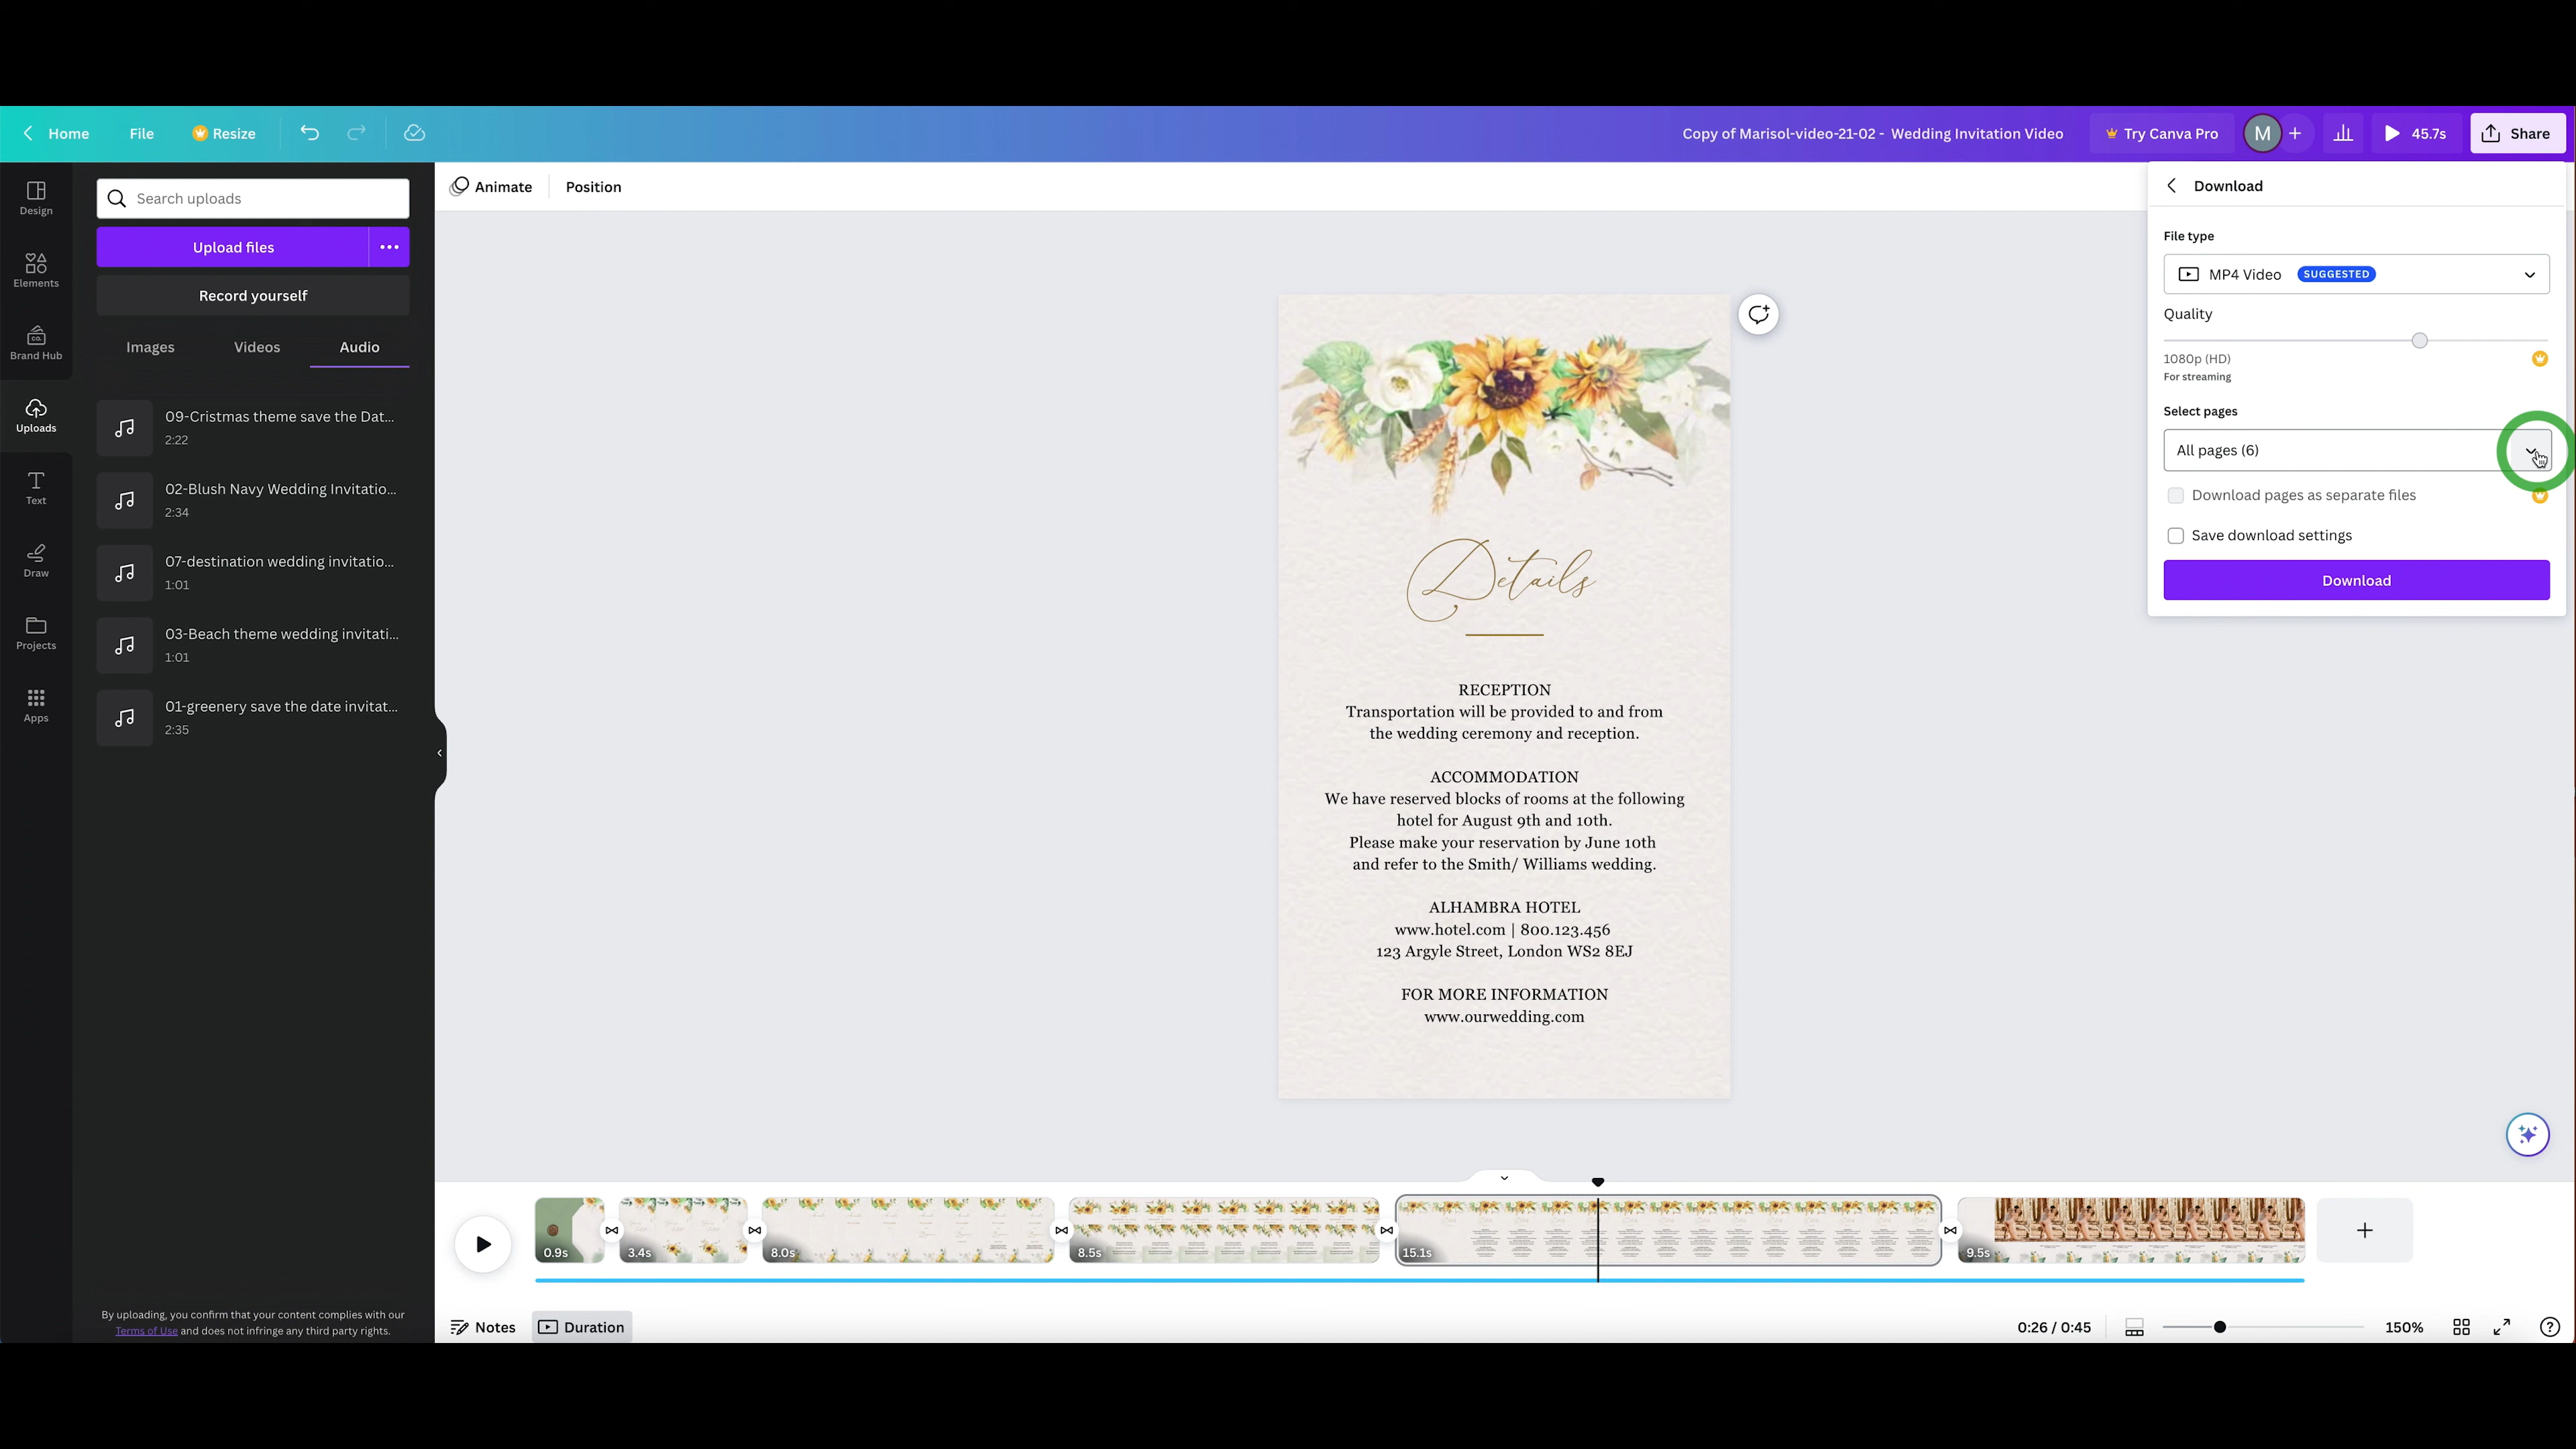 Home
File
Resize
Copy of Marisol-video-21-02 - Wedding Invitation Video
Try Canva Pro
M
45.7s
Share
Design
Elements
Brand Hub
Uploads
Text
Draw
Projects
Apps
Search uploads
Upload files
Record yourself
Images
Videos
Audio
09-Cristmas theme save the Dat...
2:22
02-Blush Navy Wedding Invitatio...
2:34
07-destination wedding invitatio...
1:01
03-Beach theme wedding invitati...
1:01
01-greenery save the date invitat...
2:35
By uploading, you confirm that your content complies with our
Terms of Use and does not infringe any third party rights.
Animate
Position
Details
RECEPTION
Transportation will be provided to and from
the wedding ceremony and reception.
ACCOMMODATION
We have reserved blocks of rooms at the following
hotel for August 9th and 10th.
Please make your reservation by June 10th
and refer to the Smith/ Williams wedding.
ALHAMBRA HOTEL
www.hotel.com | 800.123.456
123 Argyle Street, London WS2 8EJ
FOR MORE INFORMATION
www.ourwedding.com
Download
File type
MP4 Video SUGGESTED
Quality
1080p (HD)
For streaming
Select pages
All pages (6)
Download pages as separate files
Save download settings
Download
0.9s
3.4s
8.0s
8.5s
15.1s
9.5s
Notes
Duration
0:26 / 0:45
150%